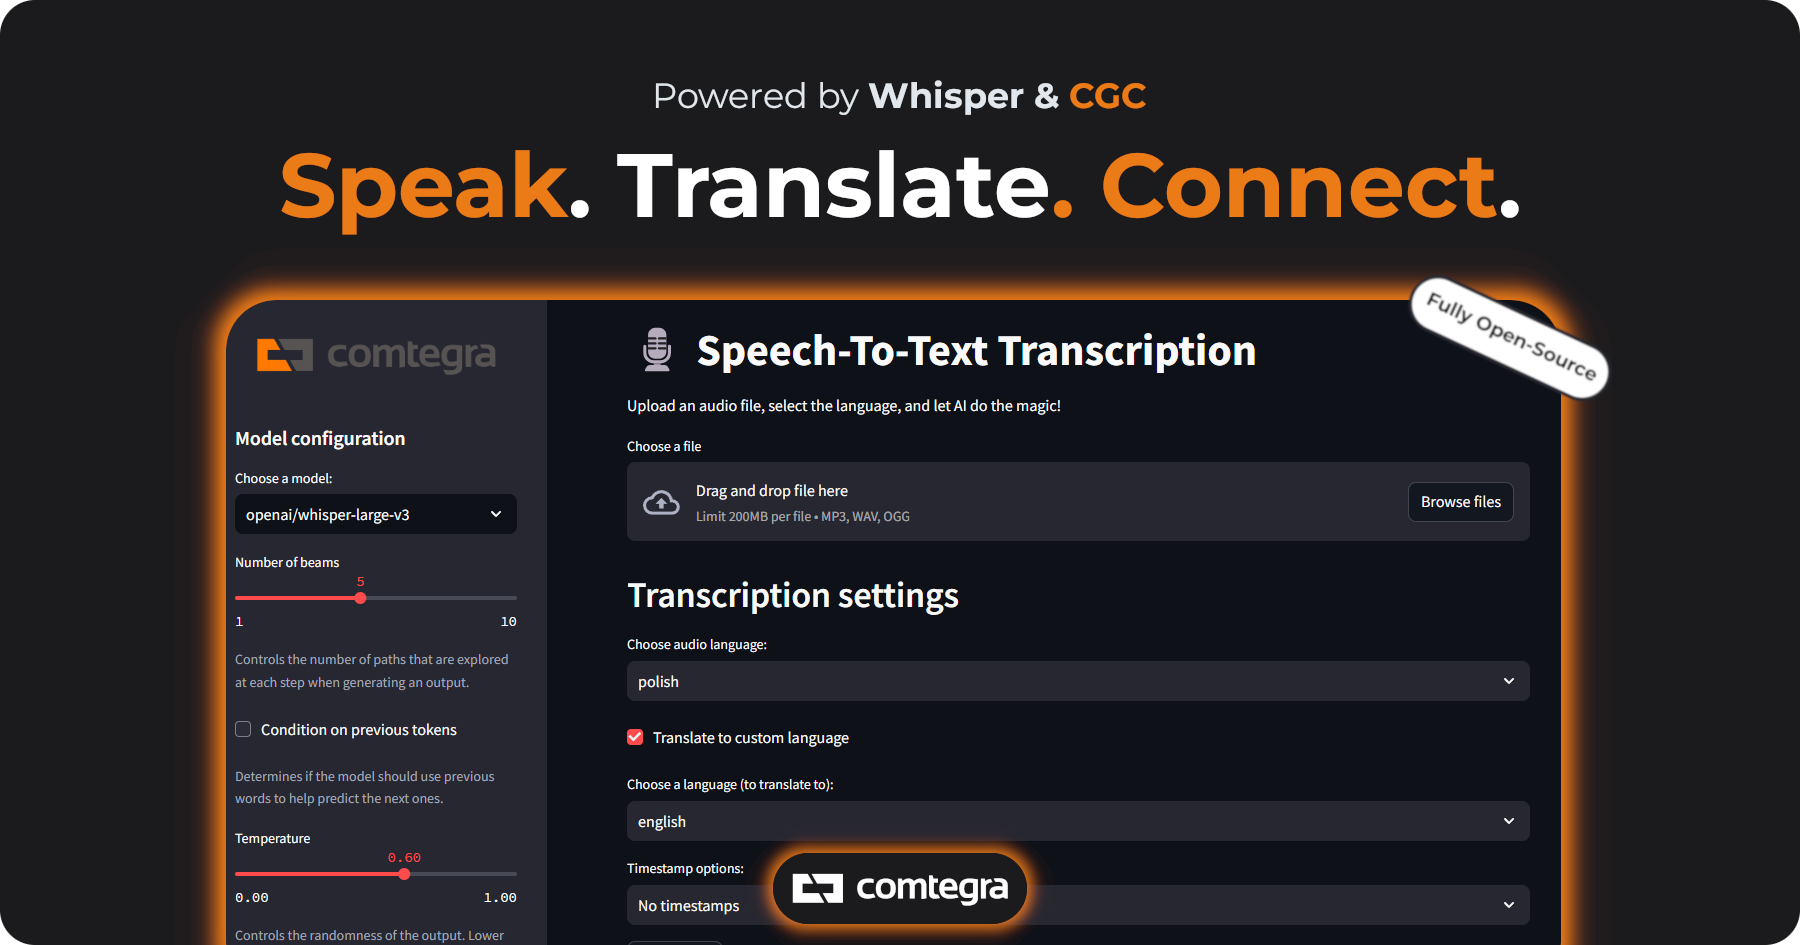 Powered by Whisper & CGC
Speak. Translate. Connect.
Fully Open-Source
comtegra
Model configuration
Choose a model:
openai/whisper-large-v3
Number of beams
5
1 10
Controls the number of paths that are explored
at each step when generating an output.
Condition on previous tokens
Determines if the model should use previous
words to help predict the next ones.
Temperature
0.60
0.00 1.00
Controls the randomness of the output. Lower
Speech-To-Text Transcription
Upload an audio file, select the language, and let AI do the magic!
Choose a file
Drag and drop file here
Limit 200MB per file • MP3, WAV, OGG
Browse files
Transcription settings
Choose audio language:
polish
Translate to custom language
Choose a language (to translate to):
english
Timestamp options:
No timestamps
comtegra